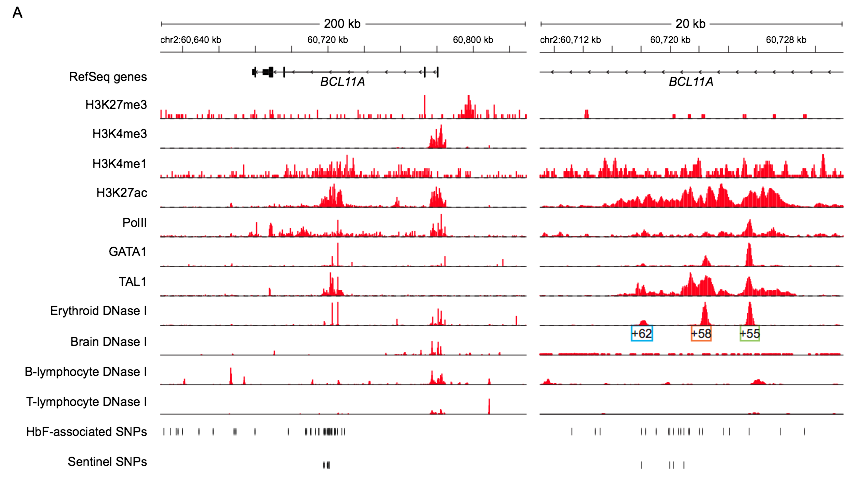 A
200 kb
20 kb
chr2:60,640 kb
60,720 kb
60,800 kb
chr2:60,712 kb
60,720 kb
60,728 kb
RefSeq genes
BCL11A
BCL11A
H3K27me3
H3K4me3
H3K4me1
H3K27ac
PolII
GATA1
TAL1
Erythroid DNase I
+62
+58
+55
Brain DNase I
B-lymphocyte DNase I
T-lymphocyte DNase I
HbF-associated SNPs
Sentinel SNPs